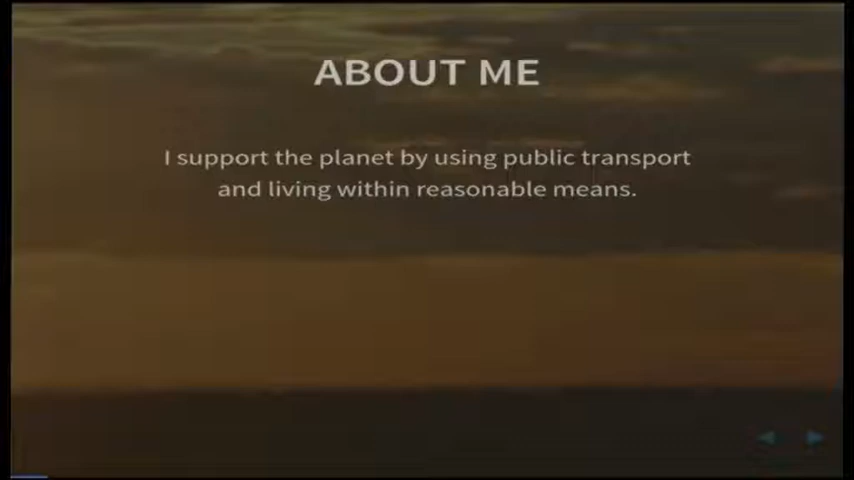 ABOUT ME
I support the planet by using public transport
and living within reasonable means.